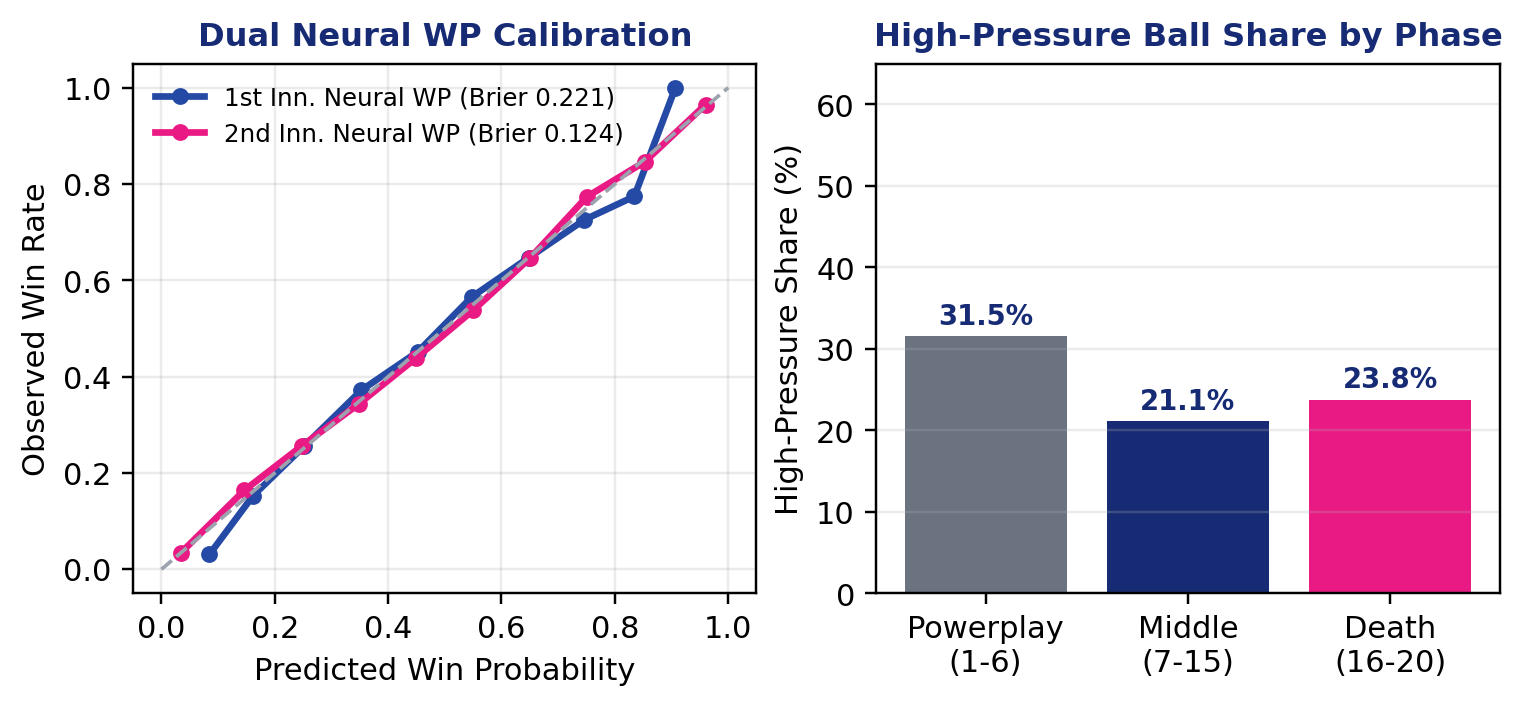 Dual Neural WP Calibration
1st Inn. Neural WP (Brier 0.221)
2nd Inn. Neural WP (Brier 0.124)
Observed Win Rate
1.0
0.8
0.6
0.4
0.2
0.0
0.0 0.2 0.4 0.6 0.8 1.0
Predicted Win Probability
High-Pressure Ball Share by Phase
High-Pressure Share (%)
60
50
40
30
20
10
0
31.5%
21.1%
23.8%
Powerplay
(1-6)
Middle
(7-15)
Death
(16-20)